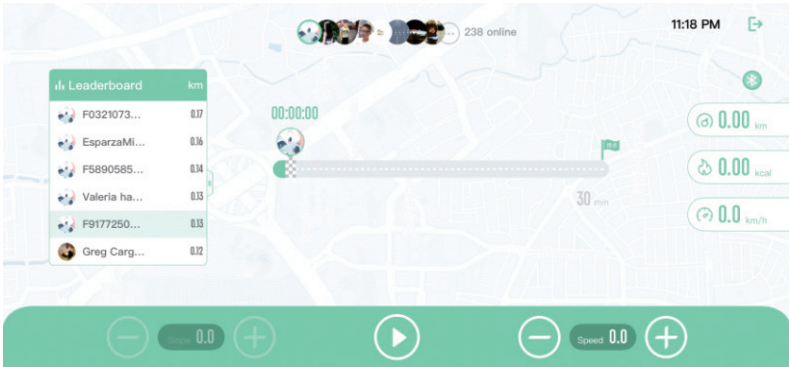 238 online
11:18 PM
Leaderboard km
F0321073... 0.17
EsparzaMi... 0.16
F5890585... 0.14
Valeria ha... 0.13
F9177250... 0.13
Greg Carg... 0.12
00:00:00
30 min
0.00 km
0.00 kcal
0.0 km/h
Slope 0.0
Speed 0.0